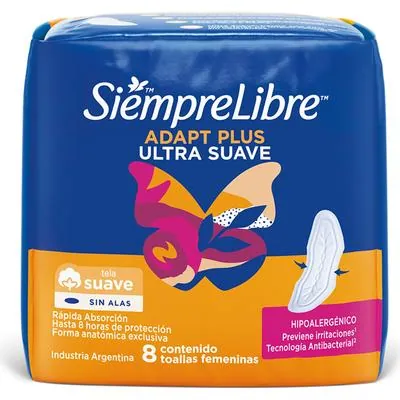 SiempreLibre™
ADAPT PLUS
ULTRA SUAVE
tela
suave
SIN ALAS
Rápida Absorción
Hasta 8 horas de protección
Forma anatómica exclusiva
Industria Argentina
8 contenido
toallas femeninas
HIPOALERGÉNICO
Previene irritaciones¹
Tecnología Antibacterial²